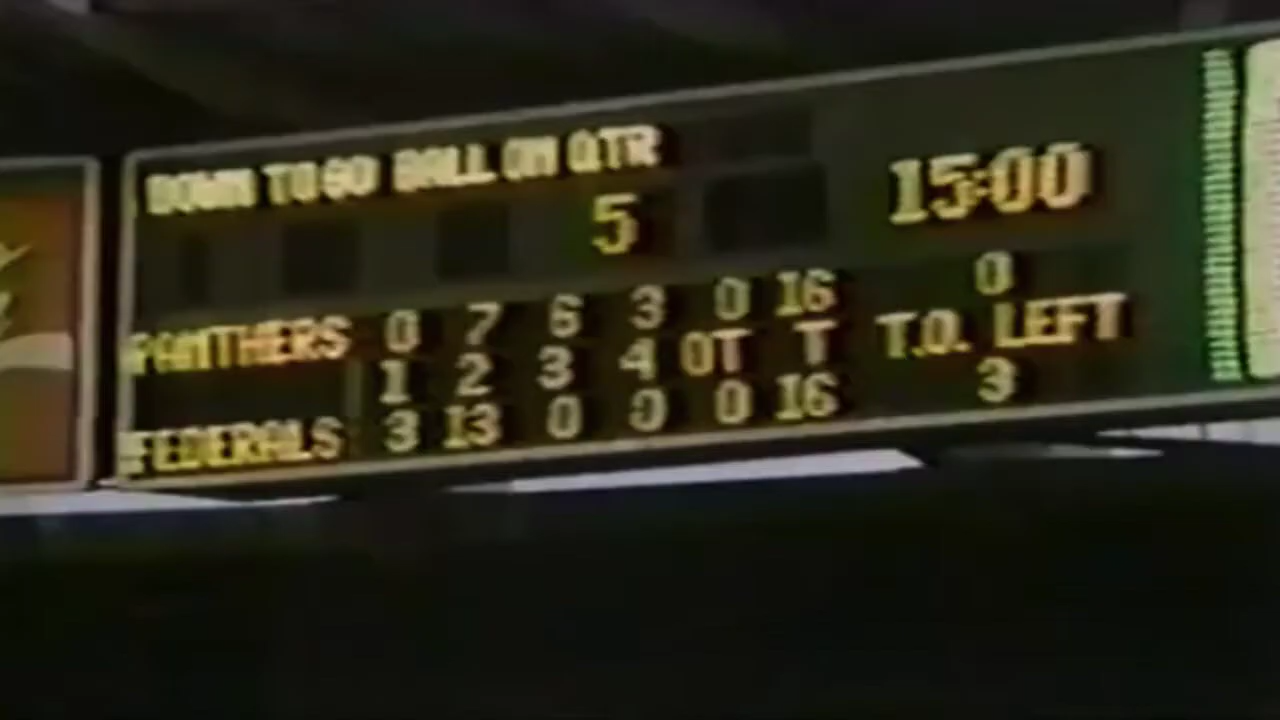 DOWN TO GO BALL ON QTR
5
15:00
PANTHERS 0 7 6 3 0 16 0
1 2 3 4 OT T T.O. LEFT
FEDERALS 3 13 0 0 0 16 3